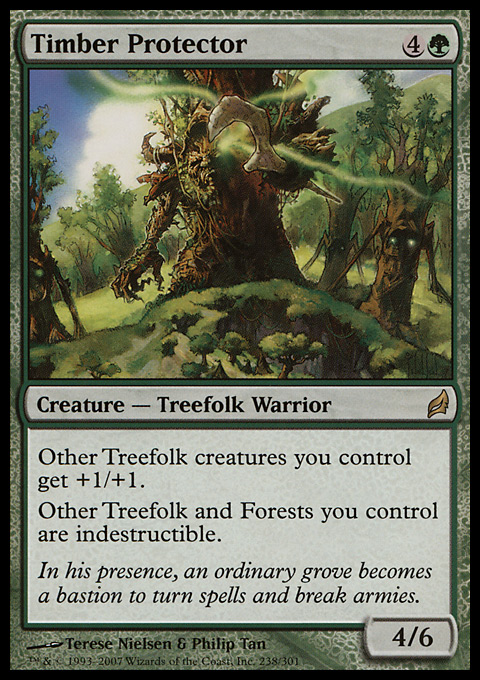 Timber Protector
4
Creature — Treefolk Warrior
Other Treefolk creatures you control
get +1/+1.
Other Treefolk and Forests you control
are indestructible.
In his presence, an ordinary grove becomes
a bastion to turn spells and break armies.
Terese Nielsen & Philip Tan
4/6
™ & © 1993–2007 Wizards of the Coast, Inc. 238/301